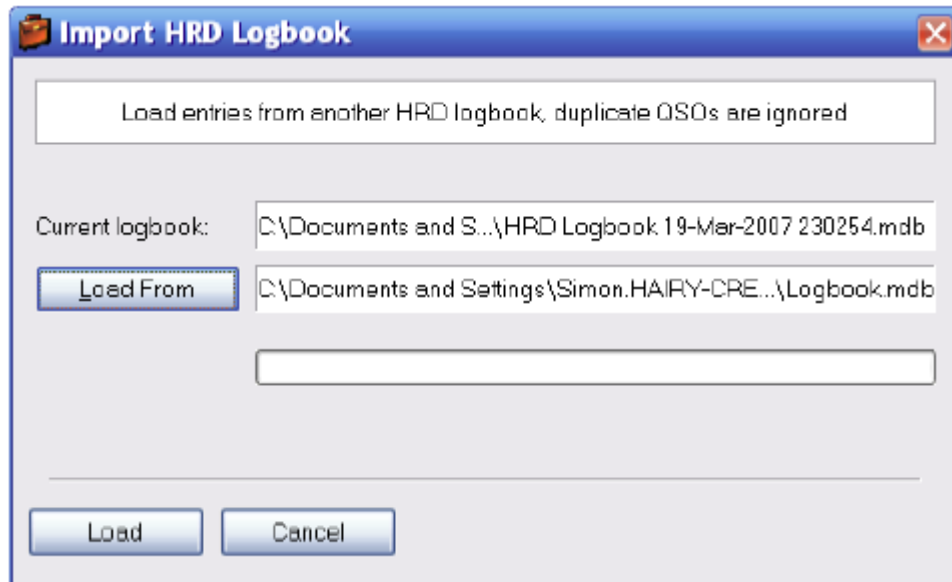 Import HRD Logbook
Load entries from another HRD logbook, duplicate QSOs are ignored
Current logbook: C:\Documents and S...\HRD Logbook 19-Mar-2007 230254.mdb
Load From C:\Documents and Settings\Simon.HAIRY-CRE...\Logbook.mdb
Load Cancel